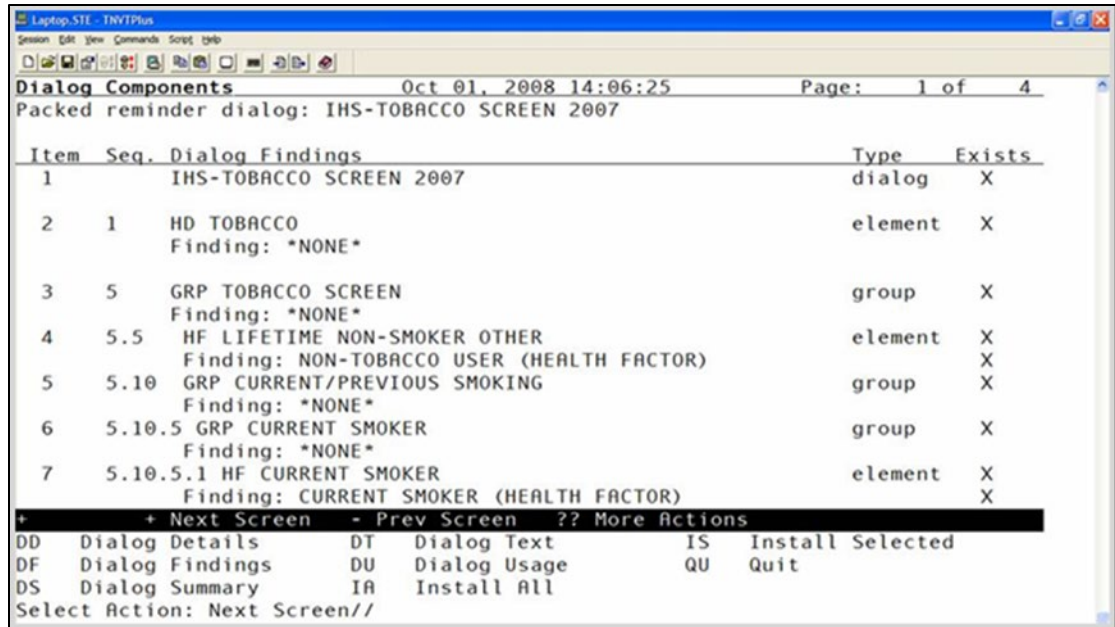 Laptop.STE - TNVTPlus
Session Edit View Commands Script Help
Dialog Components Oct 01, 2008 14:06:25 Page: 1 of 4
Packed reminder dialog: IHS-TOBACCO SCREEN 2007
Item Seq. Dialog Findings Type Exists
1 IHS-TOBACCO SCREEN 2007 dialog X
2 1 HD TOBACCO element X
Finding: *NONE*
3 5 GRP TOBACCO SCREEN group X
Finding: *NONE*
4 5.5 HF LIFETIME NON-SMOKER OTHER element X
Finding: NON-TOBACCO USER (HEALTH FACTOR) X
5 5.10 GRP CURRENT/PREVIOUS SMOKING group X
Finding: *NONE*
6 5.10.5 GRP CURRENT SMOKER group X
Finding: *NONE*
7 5.10.5.1 HF CURRENT SMOKER element X
Finding: CURRENT SMOKER (HEALTH FACTOR) X
+ + Next Screen - Prev Screen ?? More Actions
DD Dialog Details DT Dialog Text IS Install Selected
DF Dialog Findings DU Dialog Usage QU Quit
DS Dialog Summary IA Install All
Select Action: Next Screen//